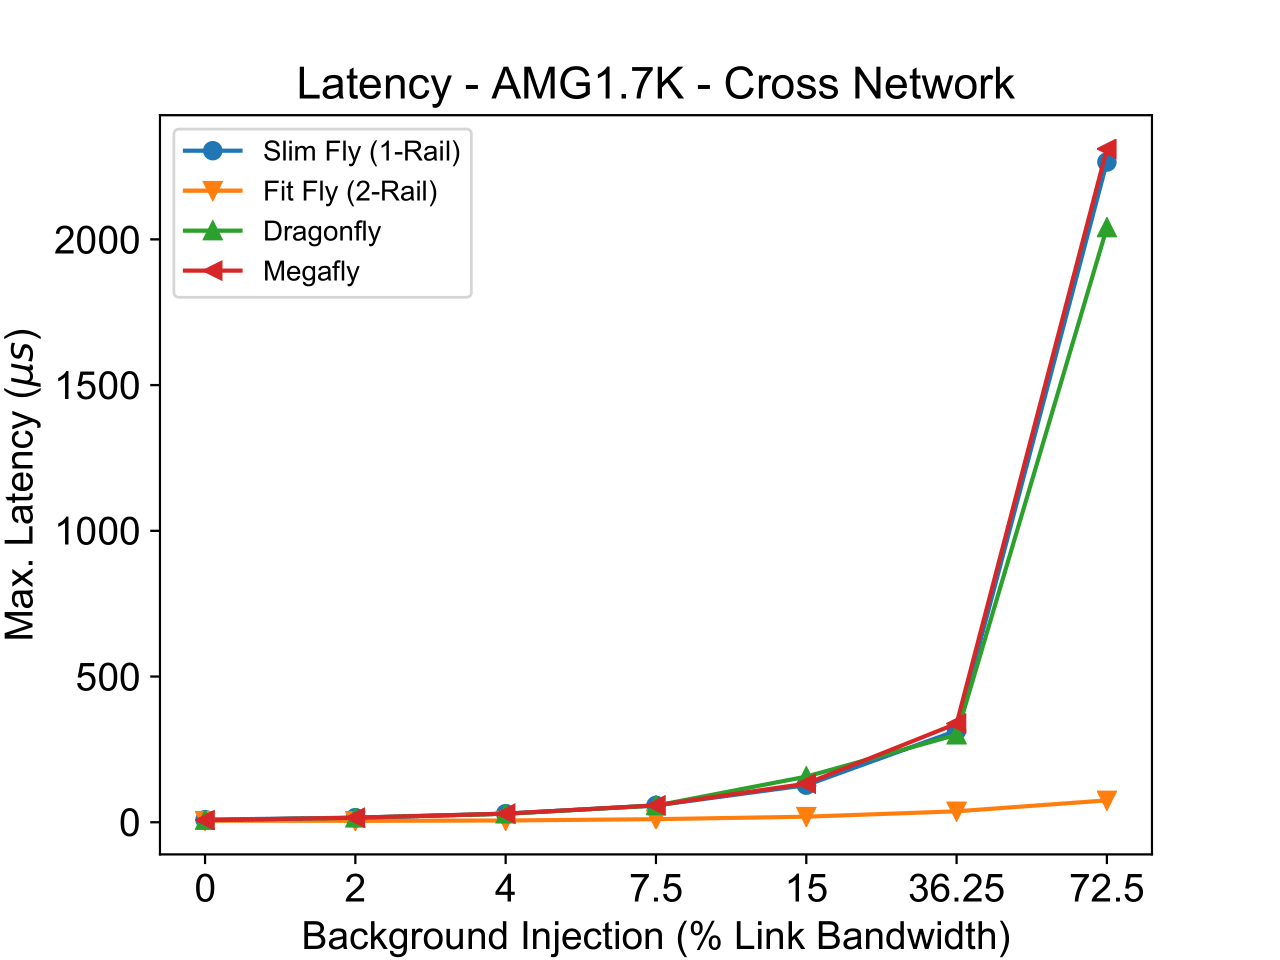 Latency - AMG1.7K - Cross Network
Slim Fly (1-Rail)
Fit Fly (2-Rail)
Dragonfly
Megafly
Max. Latency (μs)
2000
1500
1000
500
0
0 2 4 7.5 15 36.25 72.5
Background Injection (% Link Bandwidth)